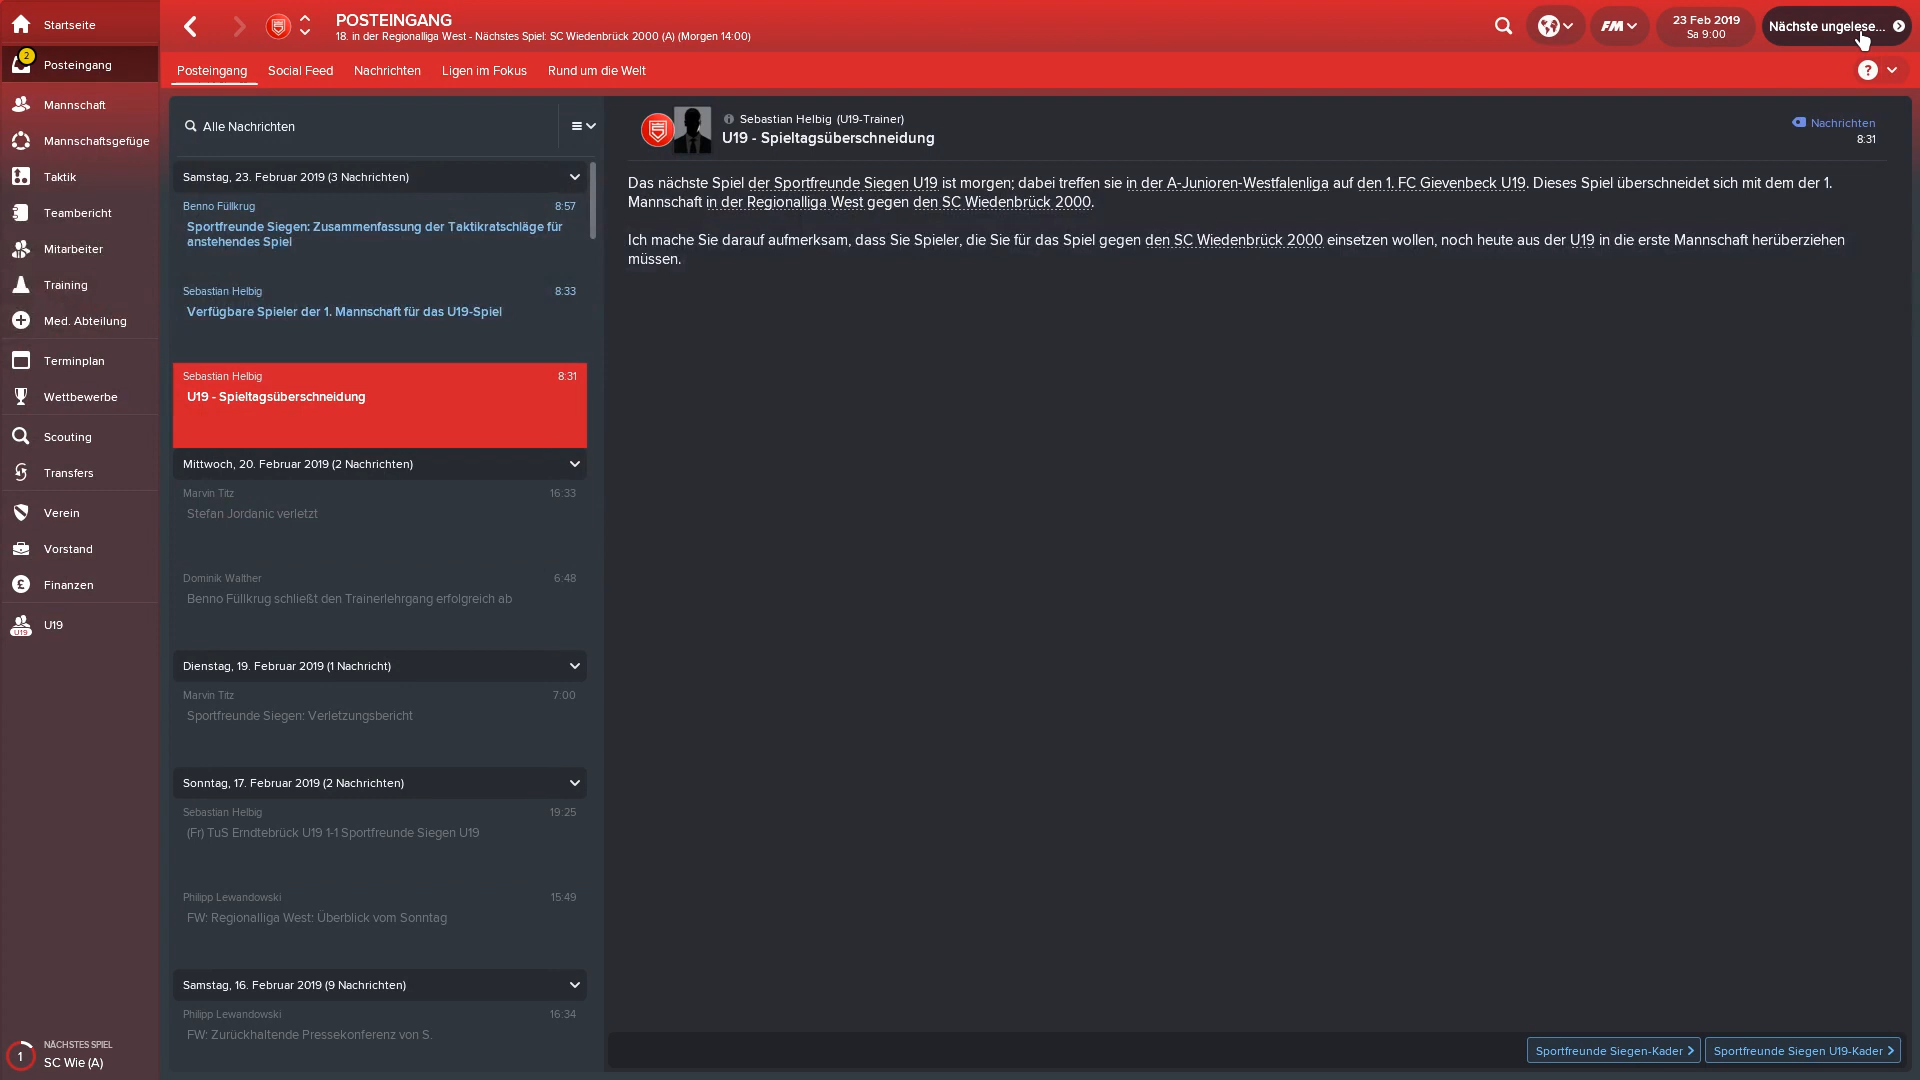 Startseite
2
Posteingang
Mannschaft
Mannschaftsgefüge
Taktik
Teambericht
Mitarbeiter
Training
Med. Abteilung
Terminplan
Wettbewerbe
Scouting
Transfers
Verein
Vorstand
Finanzen
U19
U19
1
NÄCHSTES SPIEL
SC Wie (A)
POSTEINGANG
18. in der Regionalliga West - Nächstes Spiel: SC Wiedenbrück 2000 (A) (Morgen 14:00)
FM
23 Feb 2019
Sa 9:00
Nächste ungelese...
Posteingang Social Feed Nachrichten Ligen im Fokus Rund um die Welt
?
Alle Nachrichten
Samstag, 23. Februar 2019 (3 Nachrichten)
Benno Füllkrug 8:57
Sportfreunde Siegen: Zusammenfassung der Taktikratschläge für
anstehendes Spiel
Sebastian Helbig 8:33
Verfügbare Spieler der 1. Mannschaft für das U19-Spiel
Sebastian Helbig 8:31
U19 - Spieltagsüberschneidung
Mittwoch, 20. Februar 2019 (2 Nachrichten)
Marvin Titz 16:33
Stefan Jordanic verletzt
Dominik Walther 6:48
Benno Füllkrug schließt den Trainerlehrgang erfolgreich ab
Dienstag, 19. Februar 2019 (1 Nachricht)
Marvin Titz 7:00
Sportfreunde Siegen: Verletzungsbericht
Sonntag, 17. Februar 2019 (2 Nachrichten)
Sebastian Helbig 19:25
(Fr) TuS Erndtebrück U19 1-1 Sportfreunde Siegen U19
Philipp Lewandowski 15:49
FW: Regionalliga West: Überblick vom Sonntag
Samstag, 16. Februar 2019 (9 Nachrichten)
Philipp Lewandowski 16:34
FW: Zurückhaltende Pressekonferenz von S.
Sebastian Helbig (U19-Trainer)
U19 - Spieltagsüberschneidung
Nachrichten
8:31
Das nächste Spiel der Sportfreunde Siegen U19 ist morgen; dabei treffen sie in der A-Junioren-Westfalenliga auf den 1. FC Gievenbeck U19. Dieses Spiel überschneidet sich mit dem der 1.
Mannschaft in der Regionalliga West gegen den SC Wiedenbrück 2000.
Ich mache Sie darauf aufmerksam, dass Sie Spieler, die Sie für das Spiel gegen den SC Wiedenbrück 2000 einsetzen wollen, noch heute aus der U19 in die erste Mannschaft herüberziehen
müssen.
Sportfreunde Siegen-Kader
Sportfreunde Siegen U19-Kader